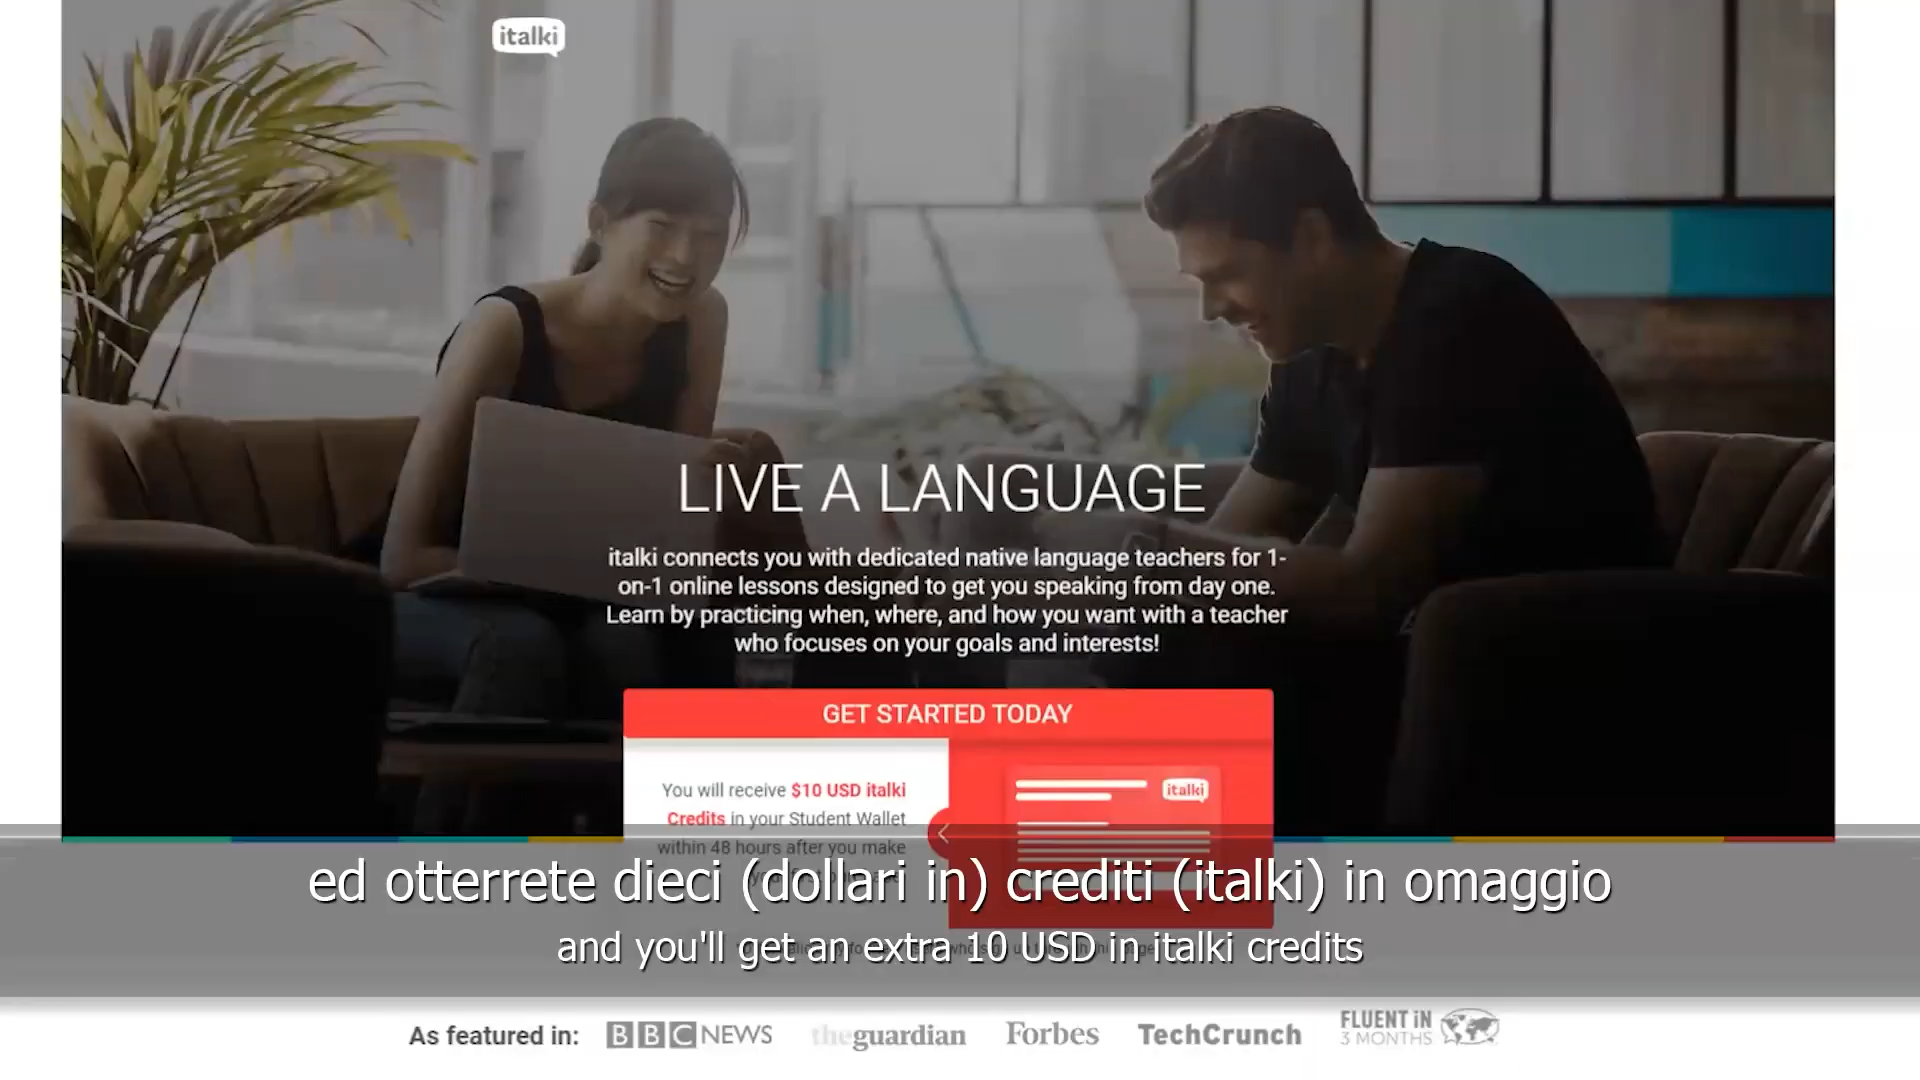 italki
LIVE A LANGUAGE
italki connects you with dedicated native language teachers for 1-
on-1 online lessons designed to get you speaking from day one.
Learn by practicing when, where, and how you want with a teacher
who focuses on your goals and interests!
GET STARTED TODAY
You will receive $10 USD italki
Credits in your Student Wallet
within 48 hours after you make
italki
ed otterrete dieci (dollari in) crediti (italki) in omaggio
and you'll get an extra 10 USD in italki credits
As featured in: BBC NEWS theguardian Forbes TechCrunch FLUENT iN
3 MONTHS